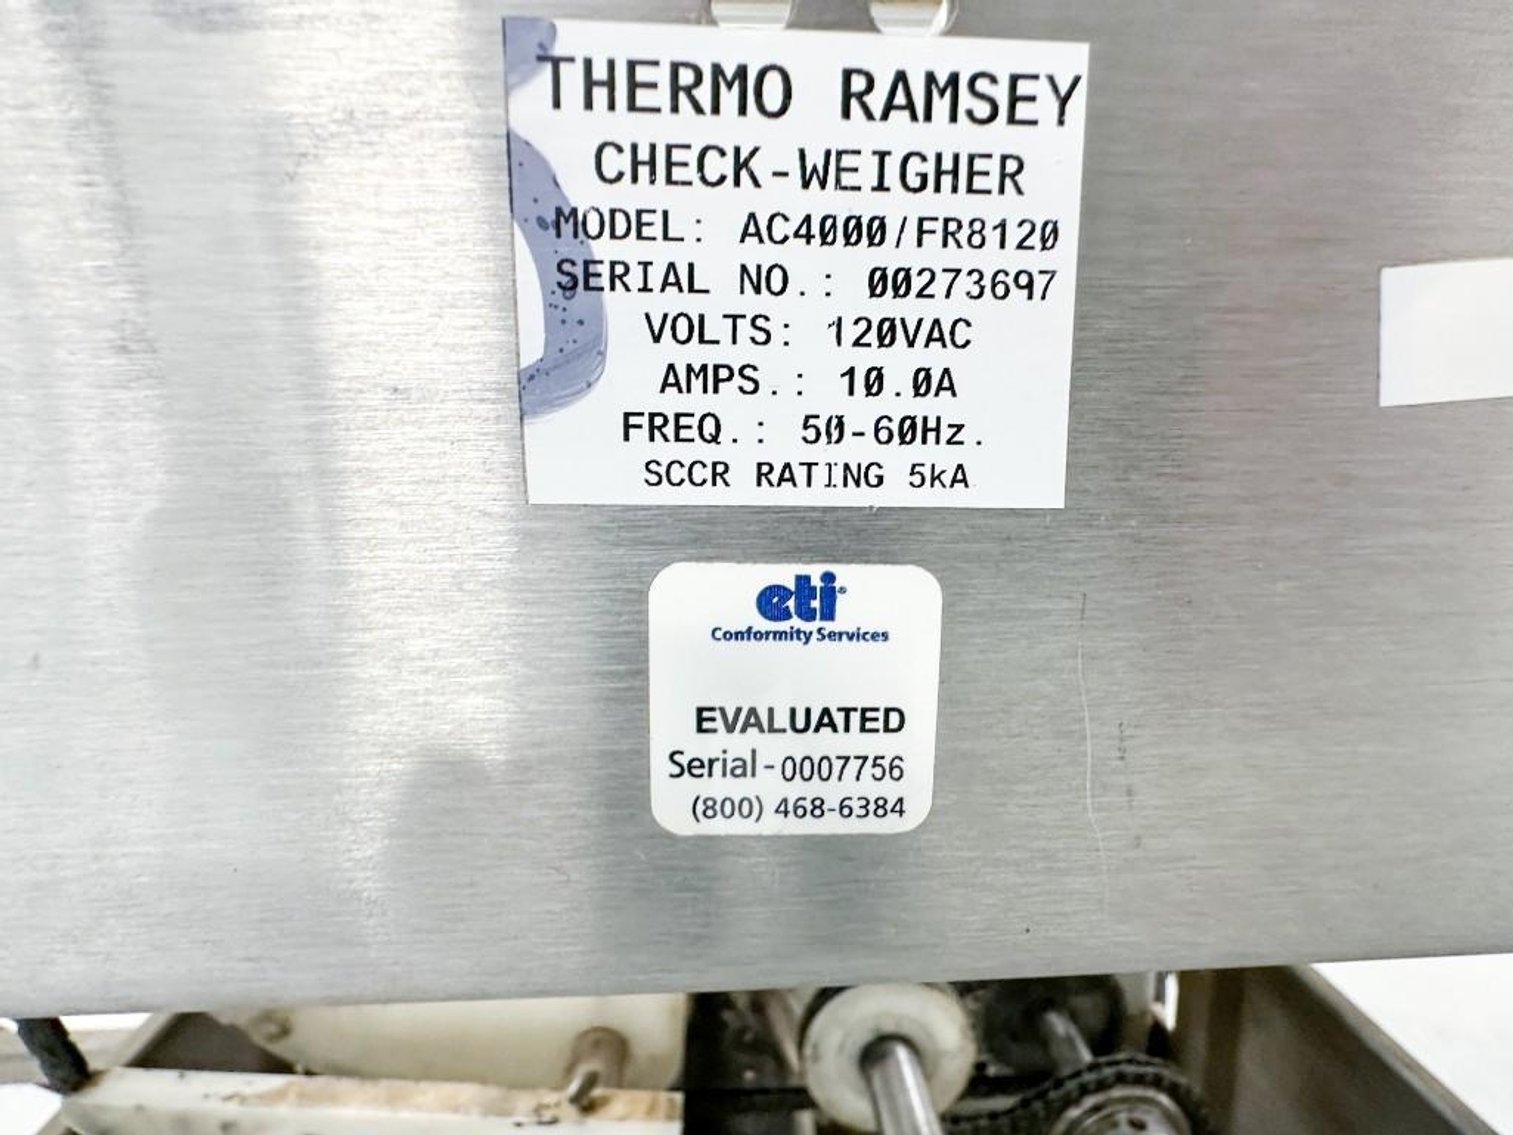 THERMO RAMSEY
CHECK-WEIGHER
MODEL: AC4000/FR8120
SERIAL NO.: 00273697
VOLTS: 120VAC
AMPS.: 10.0A
FREQ.: 50-60Hz.
SCCR RATING 5kA
eti®
Conformity Services
EVALUATED
Serial-0007756
(800) 468-6384